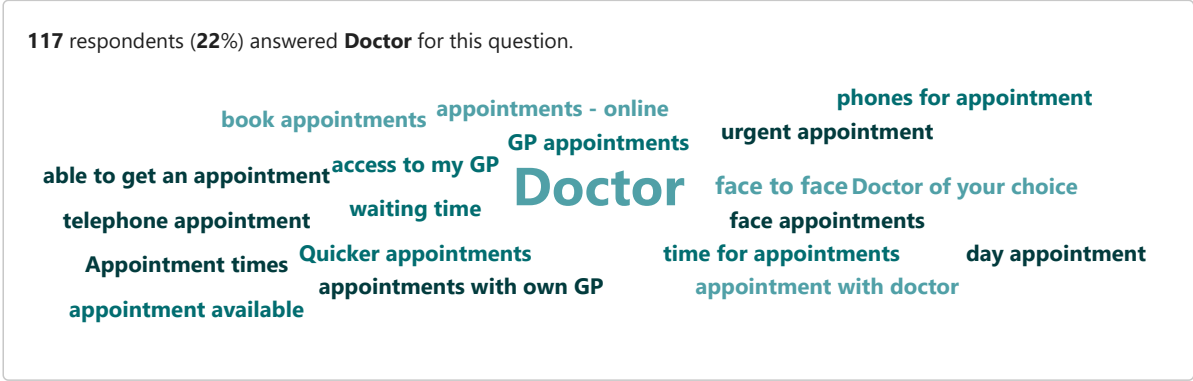 117 respondents (22%) answered Doctor for this question.
phones for appointment
book appointments
appointments - online
urgent appointment
GP appointments
able to get an appointment
access to my GP
Doctor
face to face
Doctor of your choice
telephone appointment
waiting time
face appointments
Appointment times
Quicker appointments
time for appointments
day appointment
appointments with own GP
appointment with doctor
appointment available